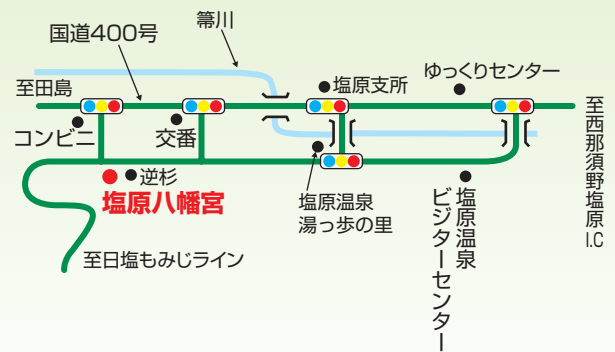 箒川
国道400号
塩原支所
ゆっくりセンター
至田島
至西那須野塩原I.C
コンビニ
交番
逆杉
塩原八幡宮
塩原温泉
湯っ歩の里
塩原温泉
ビジターセンター
至日塩もみじライン